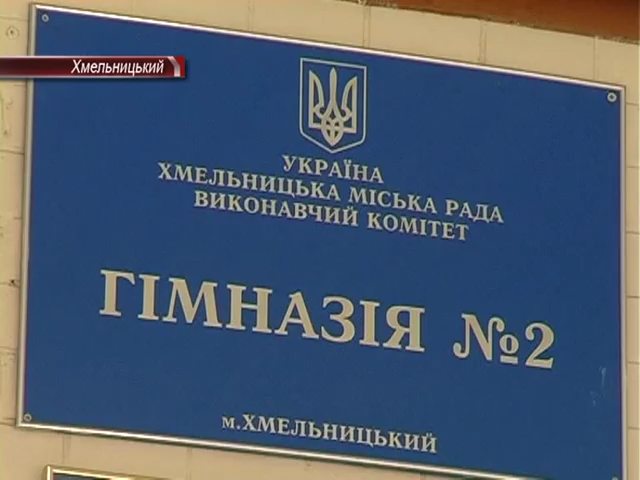 Хмельницький
УКРАЇНА
ХМЕЛЬНИЦЬКА МІСЬКА РАДА
ВИКОНАВЧИЙ КОМІТЕТ
ГІМНАЗІЯ №2
м.ХМЕЛЬНИЦЬКИЙ